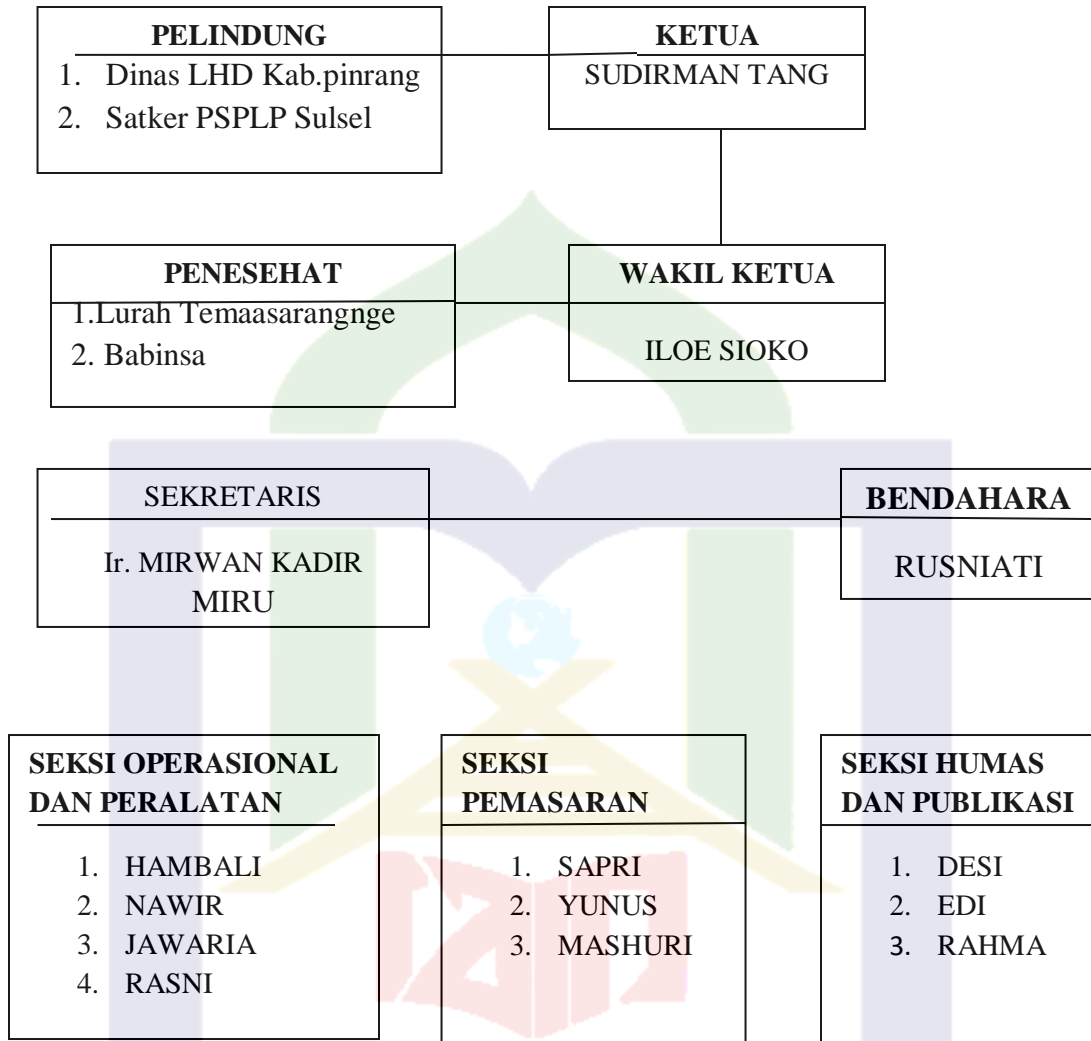 PELINDUNG
1. Dinas LHD Kab.pinrang
2. Satker PSPLP Sulsel
KETUA
SUDIRMAN TANG
PENESEHAT
1.Lurah Temaasarangnge
2. Babinsa
WAKIL KETUA
ILOE SIOKO
SEKRETARIS
Ir. MIRWAN KADIR
MIRU
BENDAHARA
RUSNIATI
SEKSI OPERASIONAL
DAN PERALATAN
1. HAMBALI
2. NAWIR
3. JAWARIA
4. RASNI
SEKSI
PEMASARAN
1. SAPRI
2. YUNUS
3. MASHURI
SEKSI HUMAS
DAN PUBLIKASI
1. DESI
2. EDI
3. RAHMA